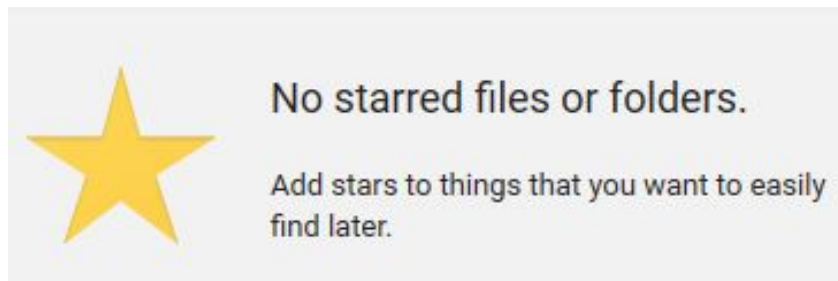 No starred files or folders.
Add stars to things that you want to easily
find later.